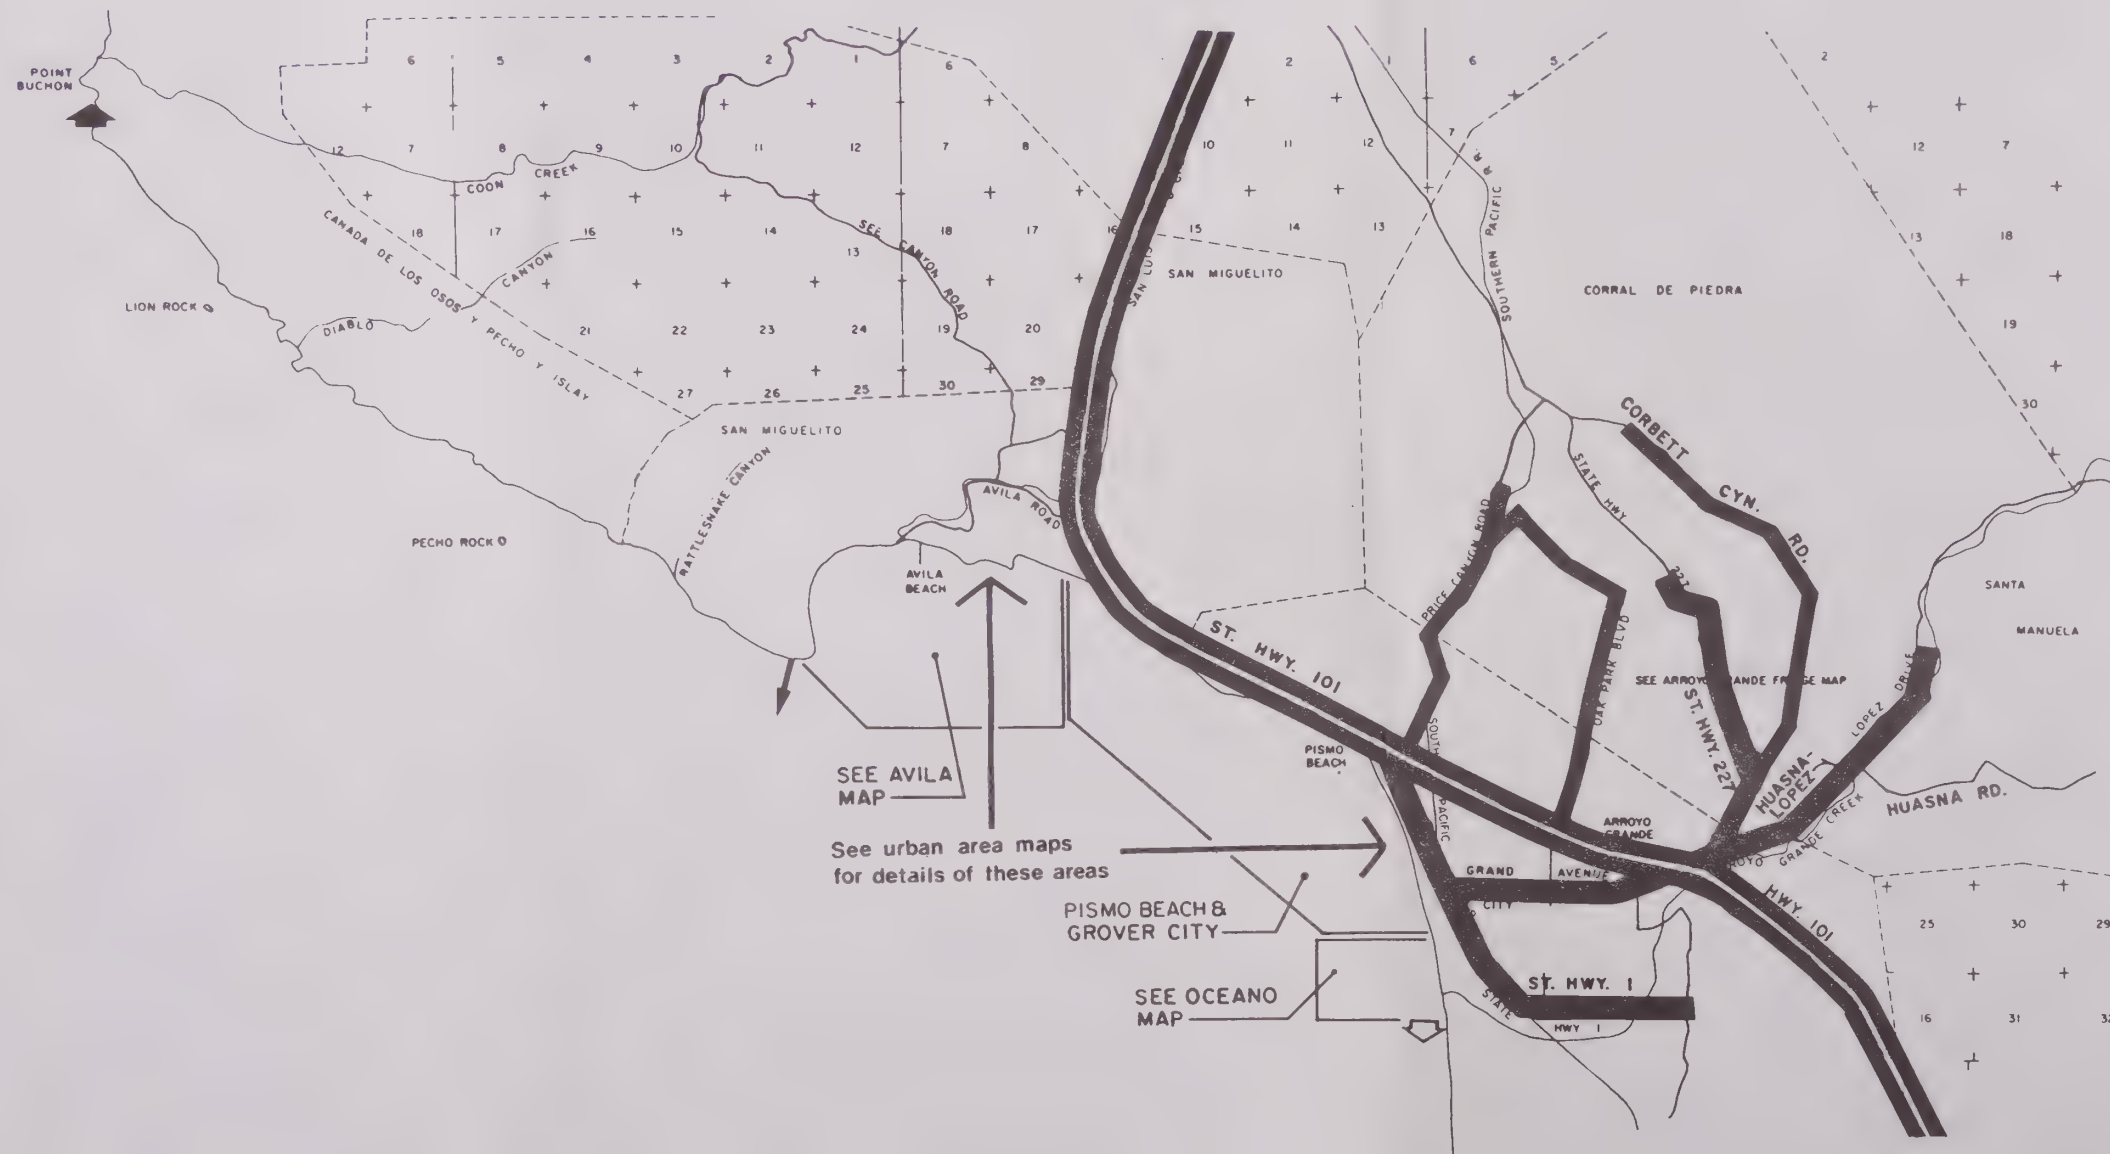 6 5 4 3 2 1 6
2 1 6 5 2
POINT
BUCHON
12 7 8 9 10 11 12 7 8
10 11 12 7
12 7
COON CREEK
SOUTHERN PACIFIC R. R.
18 17 16 15 14 13 18 17 16
15 14 13
13 18
CANADA DE LOS OSOS Y PECHO Y ISLAY
SEE CANYON ROAD
SAN LUIS
SAN MIGUELITO
CORRAL DE PIEDRA
LION ROCK
DIABLO CANYON
21 22 23 24 19 20
19
27 26 25 30 29
30
SAN MIGUELITO
RATTLESNAKE CANYON
CORBETT CYN. RD.
STATE HWY 227
AVILA ROAD
PECHO ROCK
PRICE CANYON ROAD
AVILA
BEACH
SANTA
MANUELA
ST. HWY. 101
OAK PARK BLVD
SEE ARROYO GRANDE FRINGE MAP
ST. HWY. 227
LOPEZ DRIVE
PISMO
BEACH
SOUTH
PACIFIC
SEE AVILA
MAP
HUASNA-
LOPEZ
HUASNA RD.
ARROYO
GRANDE
GRANDE CREEK
See urban area maps
for details of these areas
GRAND AVENUE
CITY
HWY. 101
PISMO BEACH &
GROVER CITY
25 30 29
ST. HWY. 1
SEE OCEANO
MAP
STATE HWY 1
16 31 32